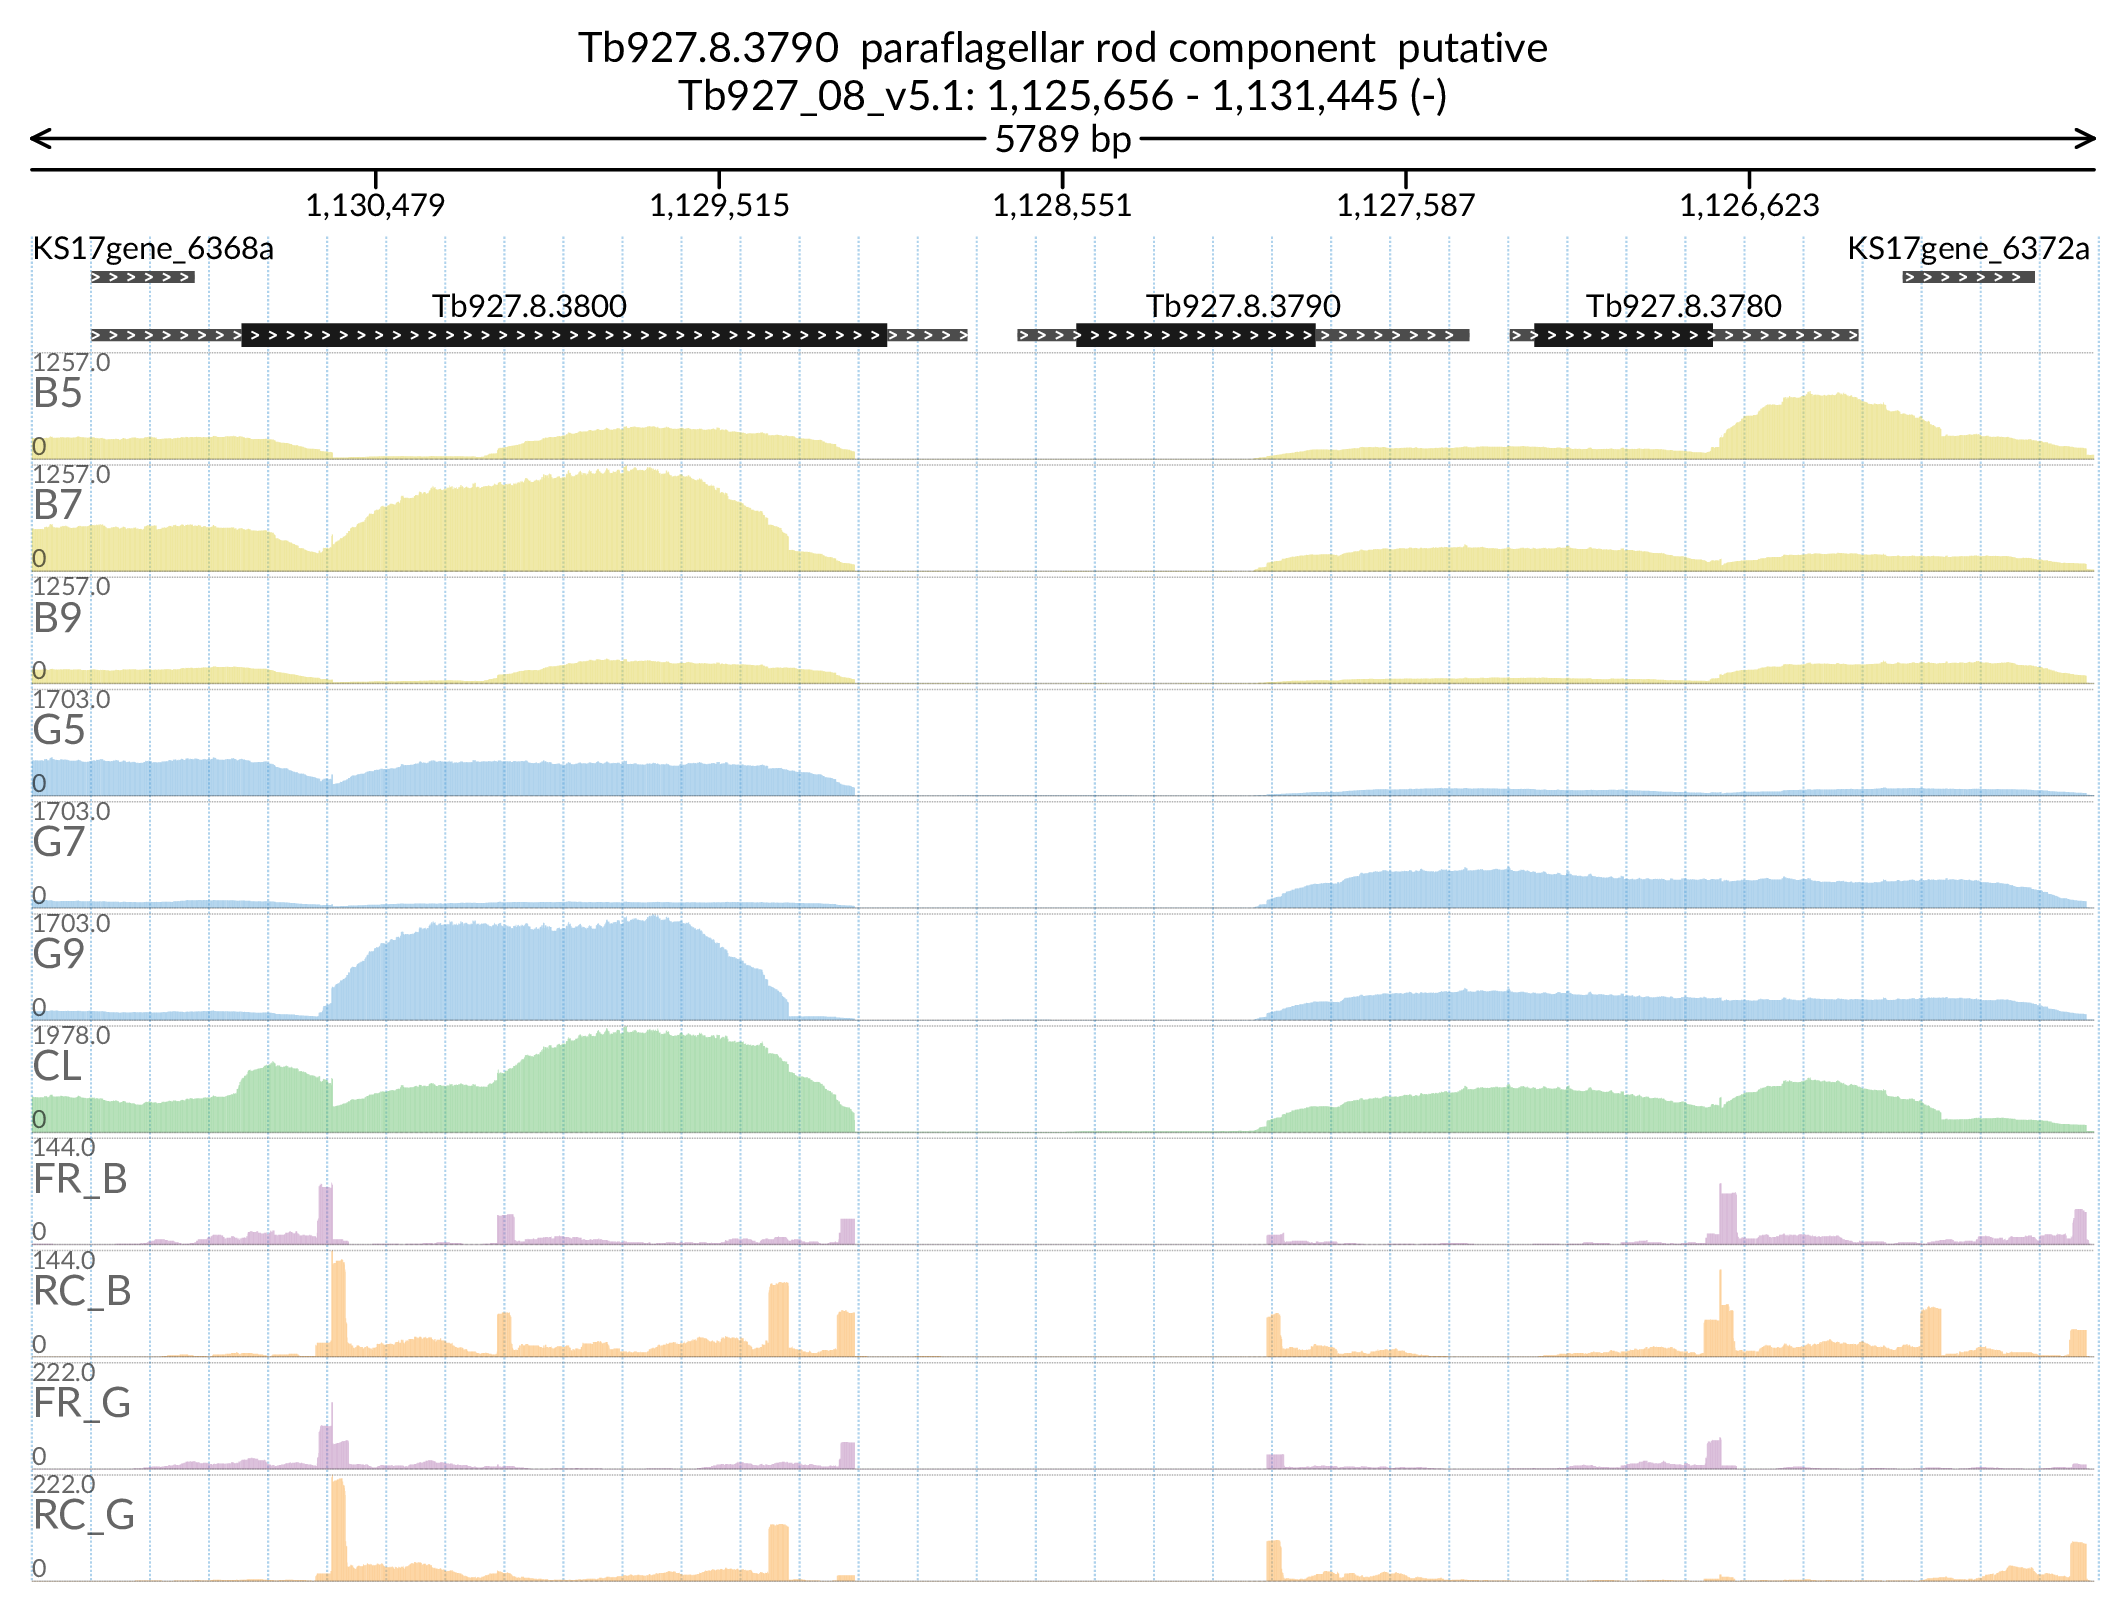 Tb927.8.3790 paraflagellar rod component putative
Tb927_08_v5.1: 1,125,656 - 1,131,445 (-)
5789 bp
1,130,479 1,129,515 1,128,551 1,127,587 1,126,623
KS17gene_6368a KS17gene_6372a
Tb927.8.3800 Tb927.8.3790 Tb927.8.3780
1257.0
B5
0
1257.0
B7
0
1257.0
B9
0
1703.0
G5
0
1703.0
G7
0
1703.0
G9
0
1978.0
CL
0
144.0
FR_B
0
144.0
RC_B
0
222.0
FR_G
0
222.0
RC_G
0